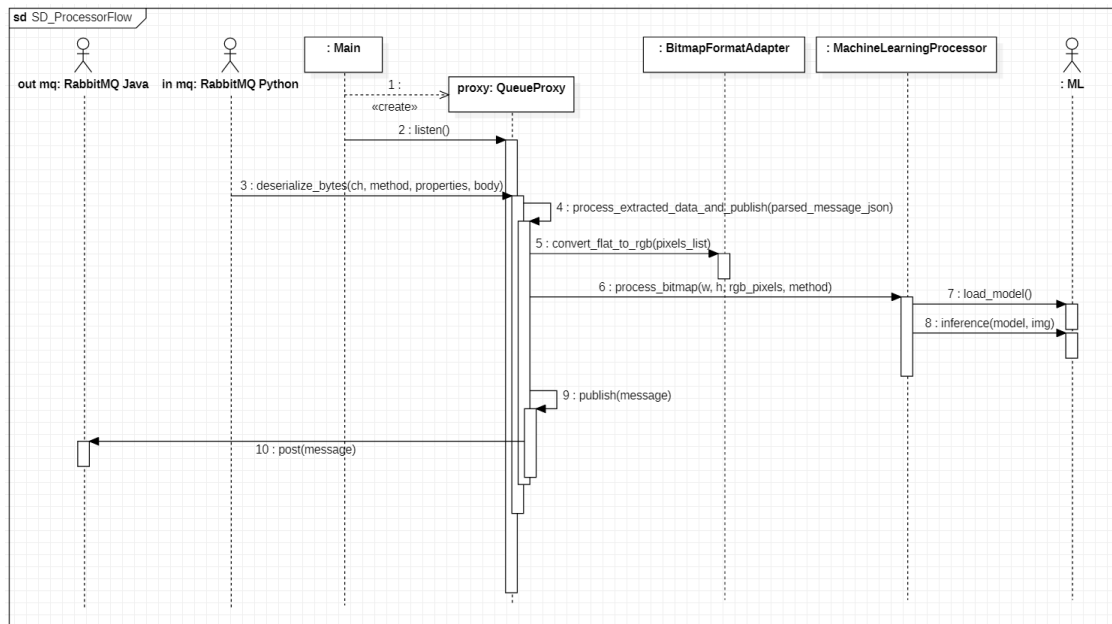 sd SD_ProcessorFlow
out mq: RabbitMQ Java
in mq: RabbitMQ Python
: Main
proxy: QueueProxy
: BitmapFormatAdapter
: MachineLearningProcessor
: ML
1 :
«create»
2 : listen()
3 : deserialize_bytes(ch, method, properties, body)
4 : process_extracted_data_and_publish(parsed_message_json)
5 : convert_flat_to_rgb(pixels_list)
6 : process_bitmap(w, h, rgb_pixels, method)
7 : load_model()
8 : inference(model, img)
9 : publish(message)
10 : post(message)